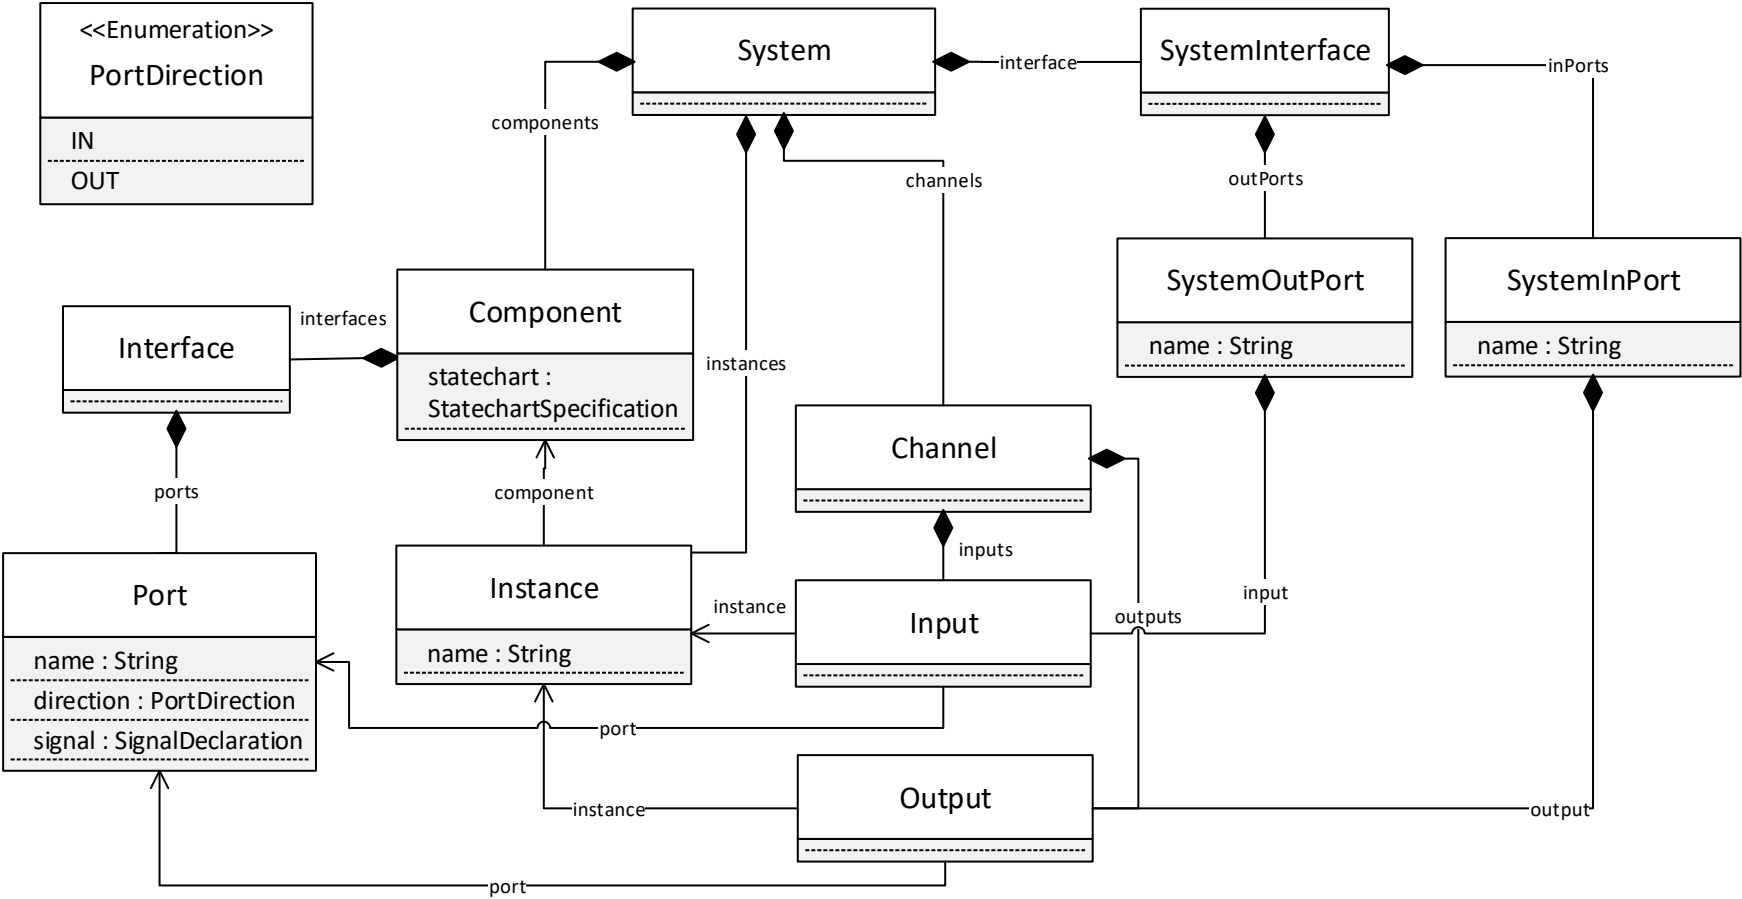 <<Enumeration>>
PortDirection
IN
OUT
System
interface
SystemInterface
inPorts
components
channels
outPorts
instances
SystemOutPort
name : String
SystemInPort
name : String
Component
statechart :
StatechartSpecification
interfaces
Interface
ports
component
Channel
inputs
outputs
input
Port
name : String
direction : PortDirection
signal : SignalDeclaration
Instance
name : String
instance
Input
port
Output
instance
output
port